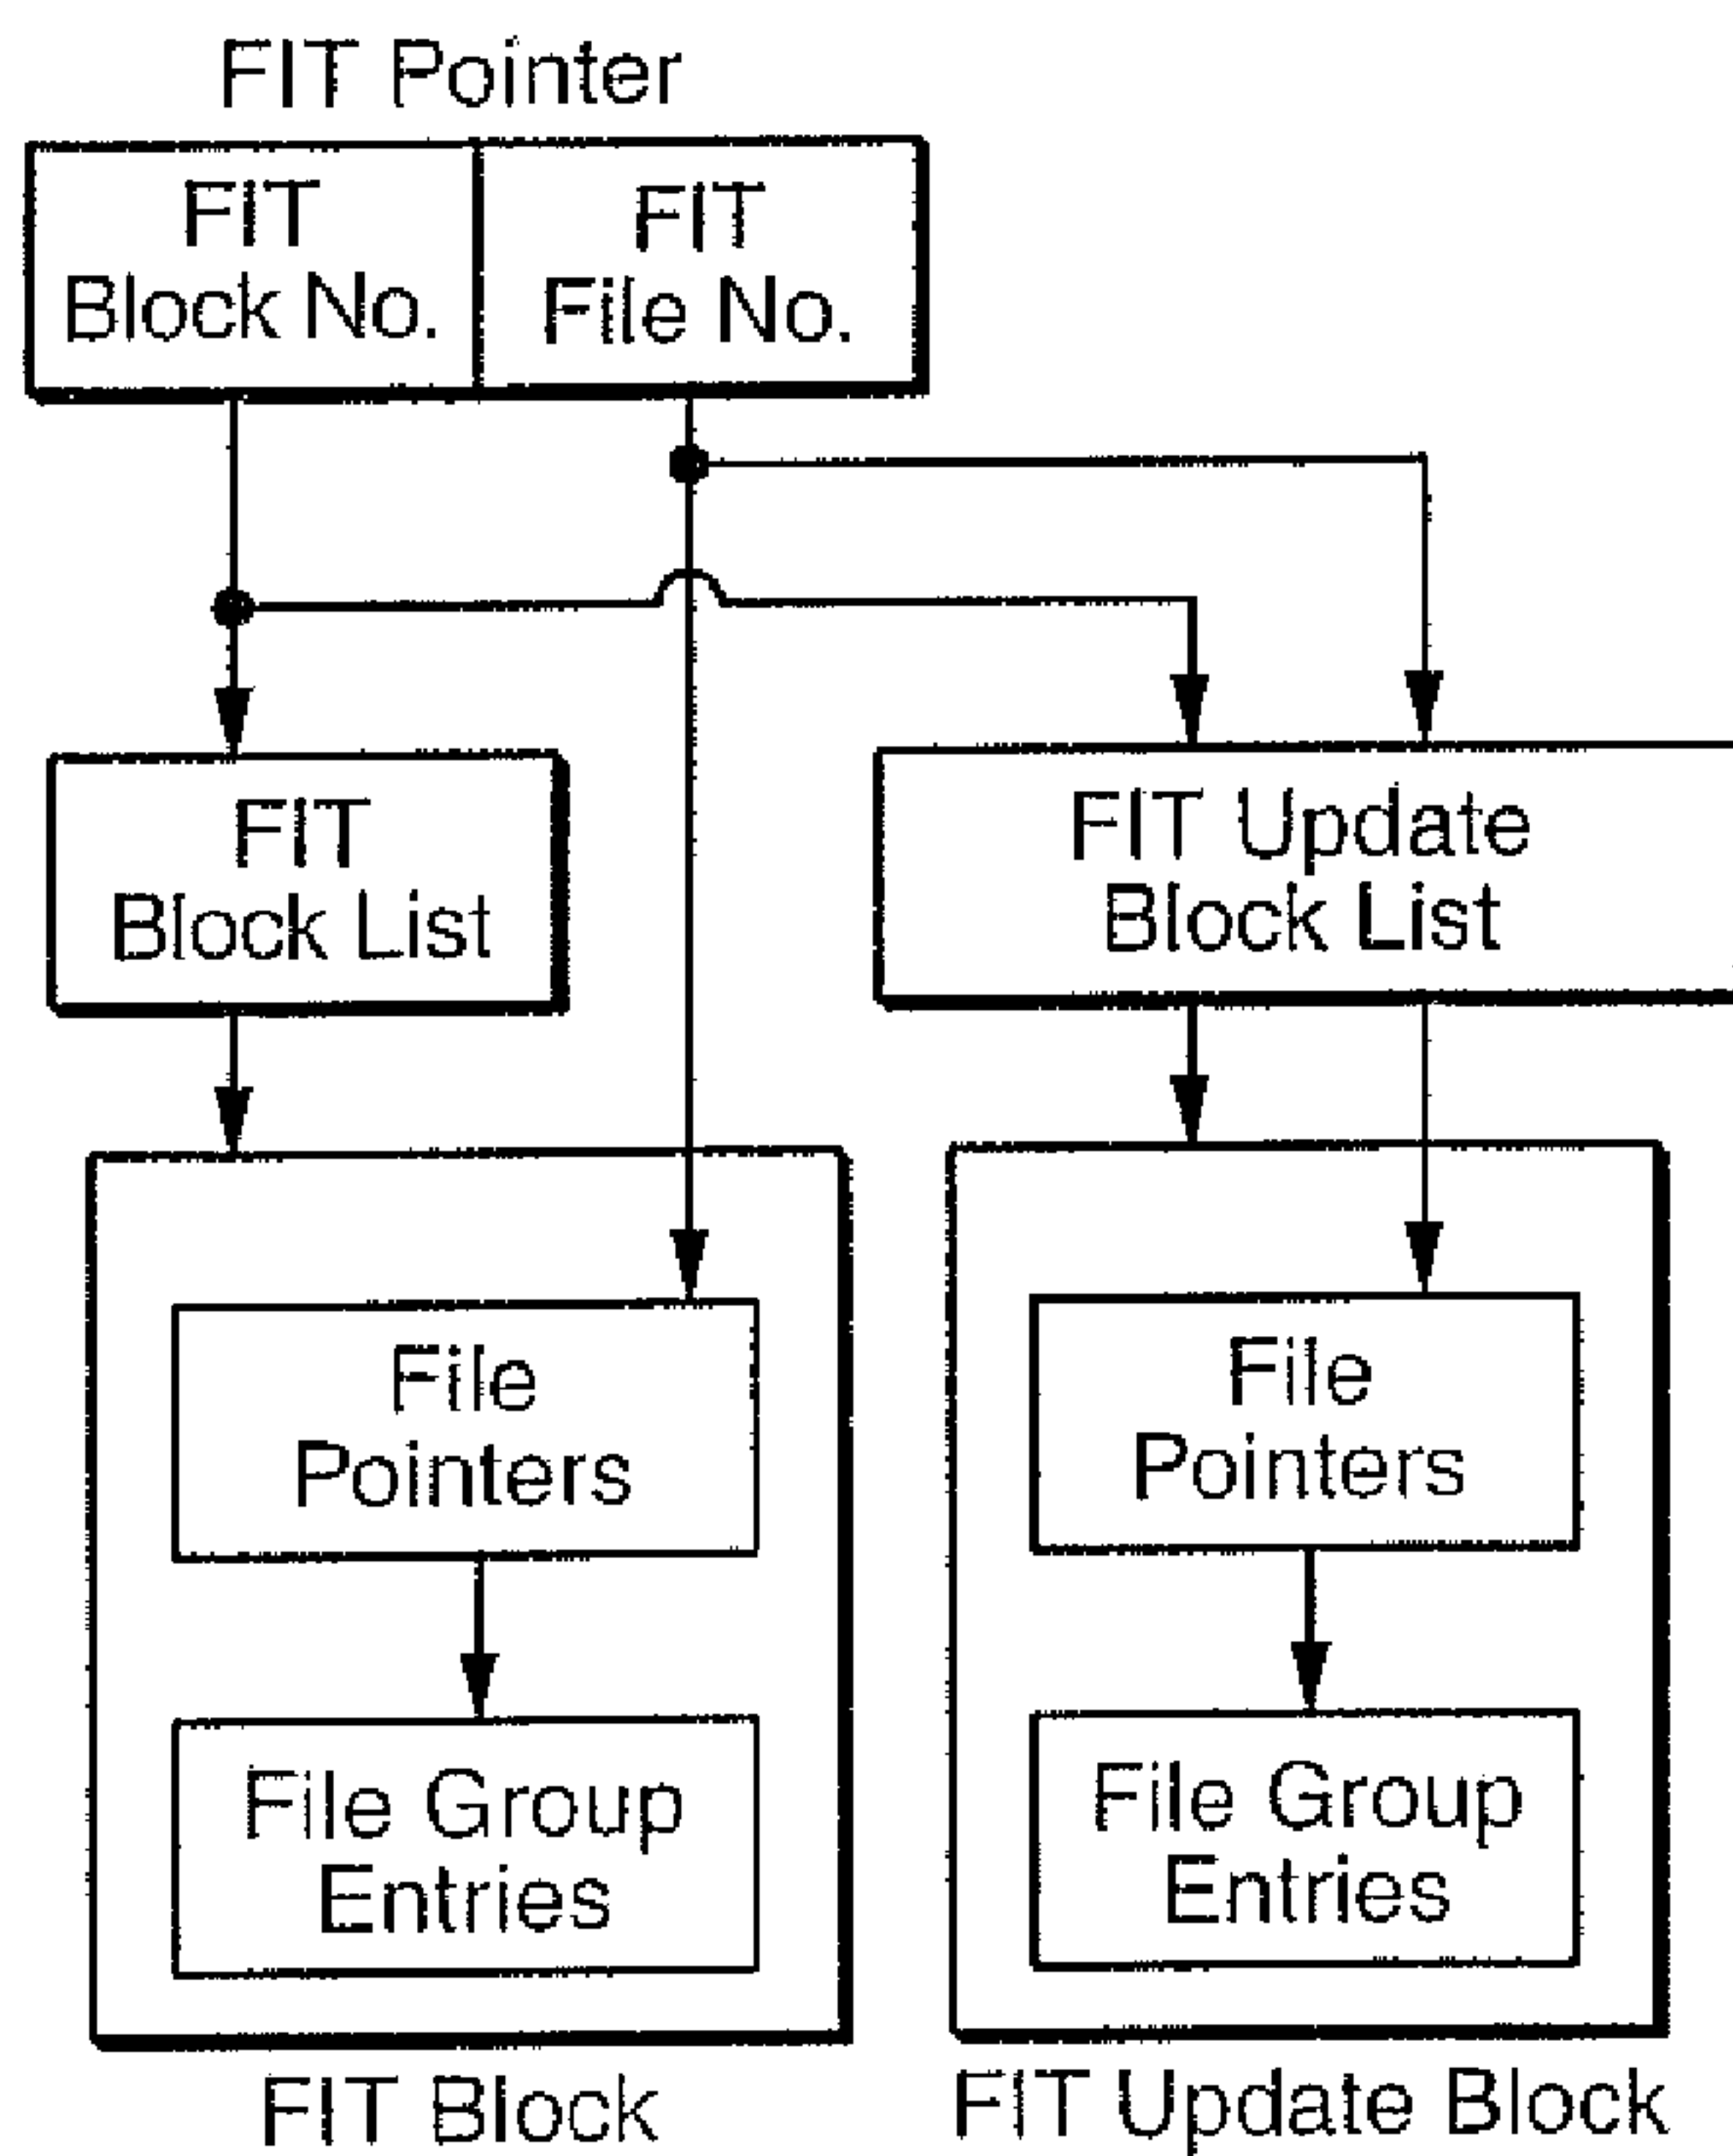 FIT Pointer
FIT
Block No.
FIT
File No.
FIT
Block List
FIT Update
Block List
File
Pointers
File Group
Entries
FIT Block
File
Pointers
File Group
Entries
FIT Update Block